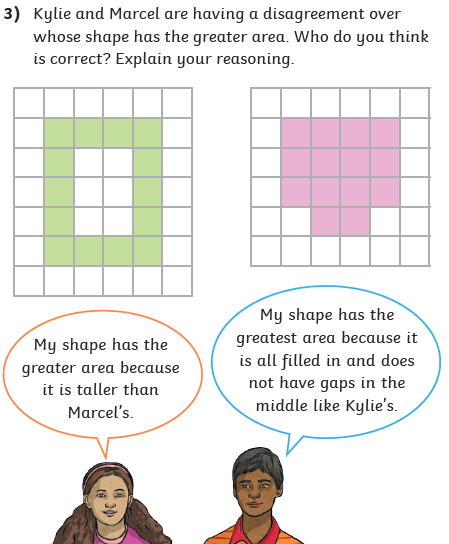 3) Kylie and Marcel are having a disagreement over
whose shape has the greater area. Who do you think
is correct? Explain your reasoning.
My shape has the
greater area because
it is taller than
Marcel's.
My shape has the
greatest area because it
is all filled in and does
not have gaps in the
middle like Kylie's.